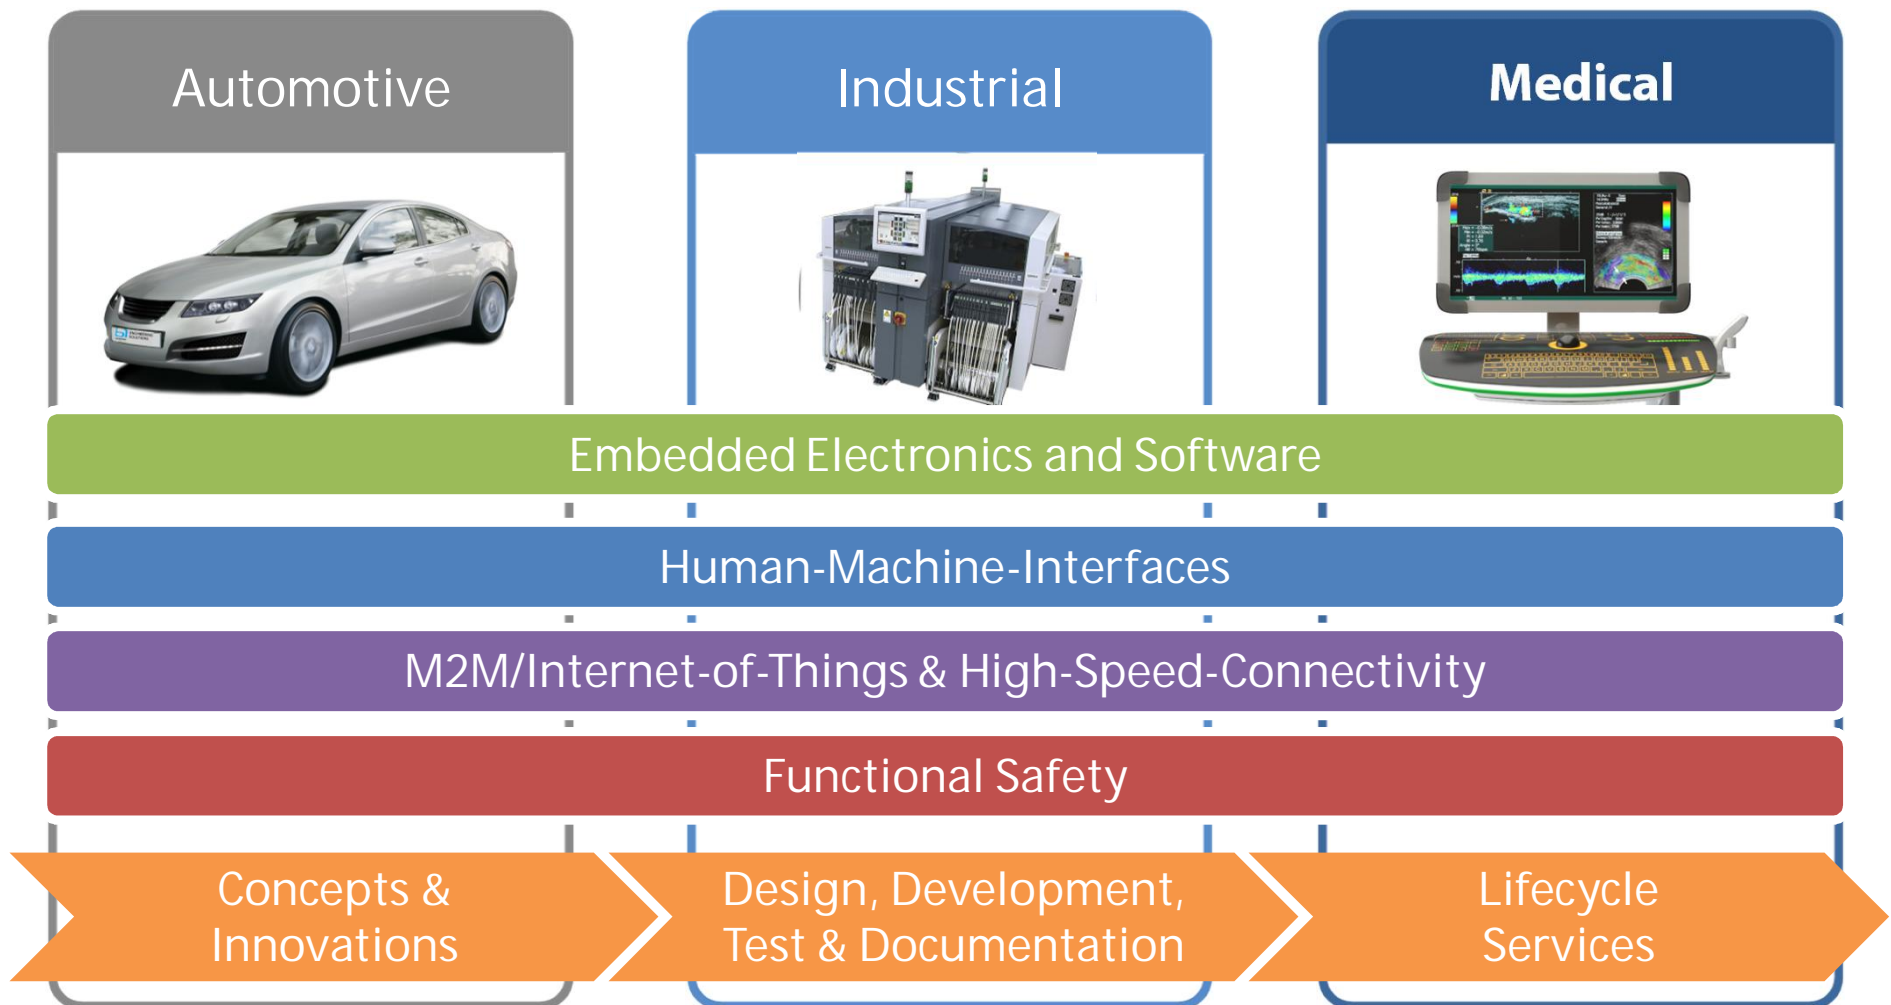 Automotive
Industrial
Medical
Embedded Electronics and Software
Human-Machine-Interfaces
M2M/Internet-of-Things & High-Speed-Connectivity
Functional Safety
Concepts &
Innovations
Design, Development,
Test & Documentation
Lifecycle
Services